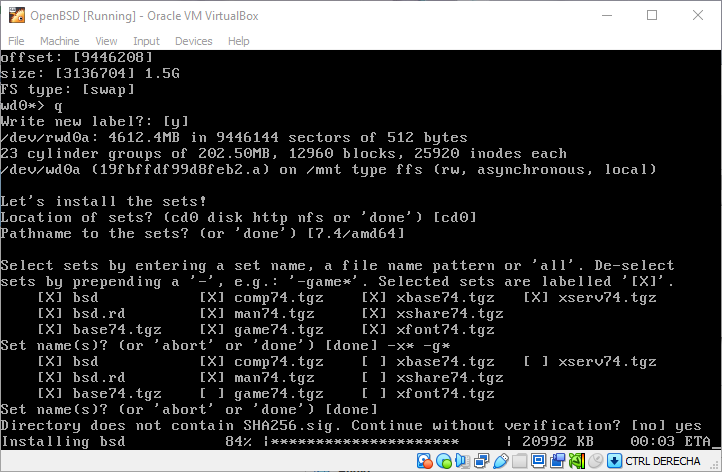 OpenBSD [Running] - Oracle VM VirtualBox
File Machine View Input Devices Help
offset: [9446208]
size: [3136704] 1.5G
FS type: [swap]
wd0*> q
Write new label?: [y]
/dev/rwd0a: 4612.4MB in 9446144 sectors of 512 bytes
23 cylinder groups of 202.50MB, 12960 blocks, 25920 inodes each
/dev/wd0a (19fbffdf99d8feb2.a) on /mnt type ffs (rw, asynchronous, local)
Let's install the sets!
Location of sets? (cd0 disk http nfs or 'done') [cd0]
Pathname to the sets? (or 'done') [7.4/amd64]
Select sets by entering a set name, a file name pattern or 'all'. De-select
sets by prepending a '-', e.g.: '-game*'. Selected sets are labelled '[X]'.
[X] bsd [X] comp74.tgz [X] xbase74.tgz [X] xserv74.tgz
[X] bsd.rd [X] man74.tgz [X] xshare74.tgz
[X] base74.tgz [X] game74.tgz [X] xfont74.tgz
Set name(s)? (or 'abort' or 'done') [done] -x* -g*
[X] bsd [X] comp74.tgz [ ] xbase74.tgz [ ] xserv74.tgz
[X] bsd.rd [X] man74.tgz [ ] xshare74.tgz
[X] base74.tgz [ ] game74.tgz [ ] xfont74.tgz
Set name(s)? (or 'abort' or 'done') [done]
Directory does not contain SHA256.sig. Continue without verification? [no] yes
Installing bsd 84% |********************* | 20992 KB 00:03 ETA_
CTRL DERECHA